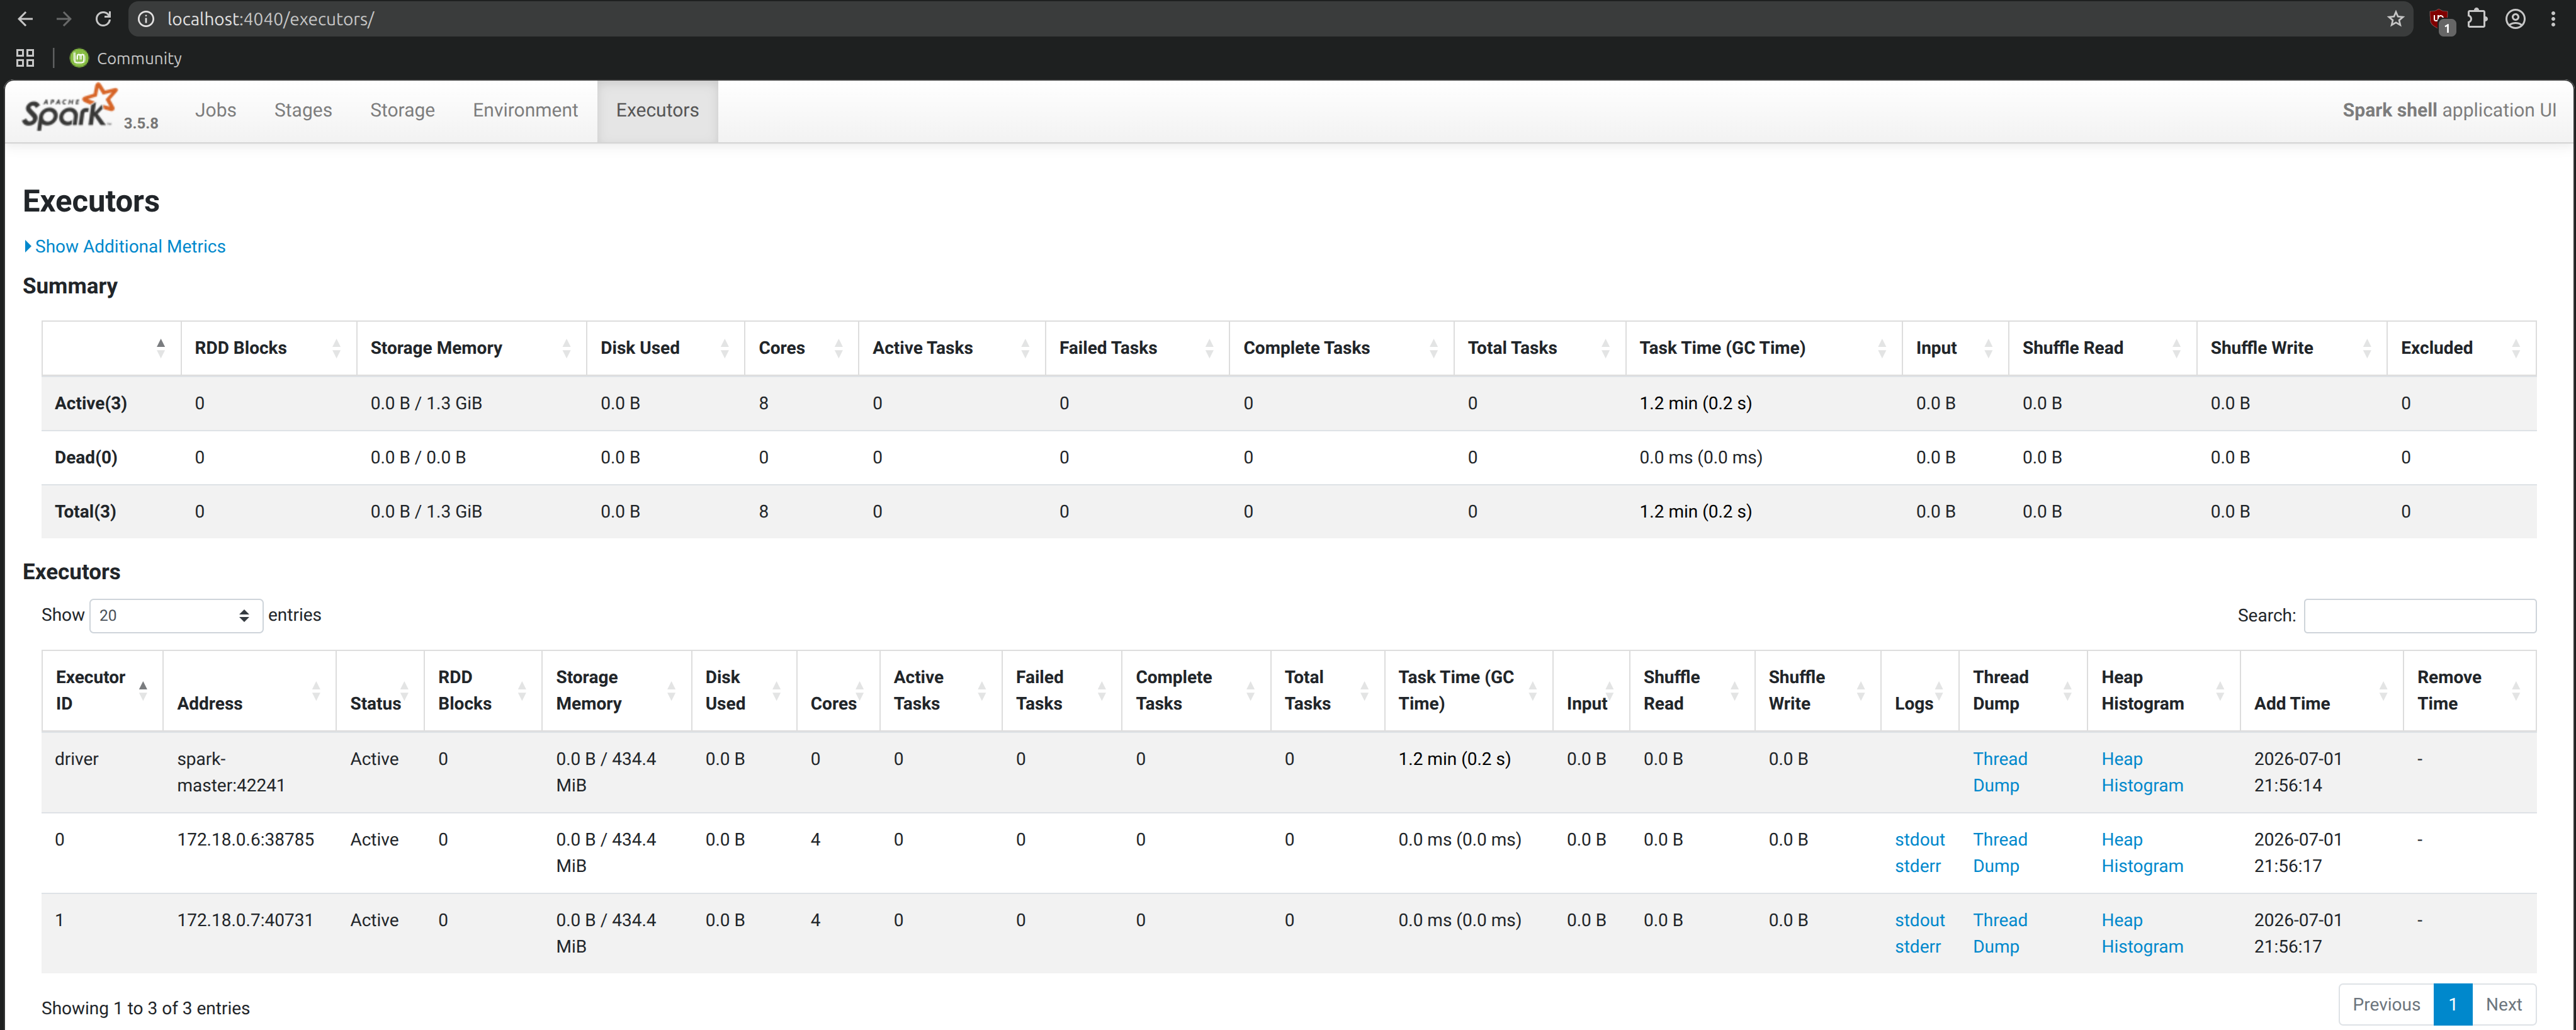 localhost:4040/executors/
1
Community
APACHE Spark 3.5.8 Jobs Stages Storage Environment Executors Spark shell application UI
Executors
Show Additional Metrics
Summary
RDD Blocks Storage Memory Disk Used Cores Active Tasks Failed Tasks Complete Tasks Total Tasks Task Time (GC Time) Input Shuffle Read Shuffle Write Excluded
Active(3) 0 0.0 B / 1.3 GiB 0.0 B 8 0 0 0 0 1.2 min (0.2 s) 0.0 B 0.0 B 0.0 B 0
Dead(0) 0 0.0 B / 0.0 B 0.0 B 0 0 0 0 0 0.0 ms (0.0 ms) 0.0 B 0.0 B 0.0 B 0
Total(3) 0 0.0 B / 1.3 GiB 0.0 B 8 0 0 0 0 1.2 min (0.2 s) 0.0 B 0.0 B 0.0 B 0
Executors
Show 20 entries Search:
Executor ID Address Status RDD Blocks Storage Memory Disk Used Cores Active Tasks Failed Tasks Complete Tasks Total Tasks Task Time (GC Time) Input Shuffle Read Shuffle Write Logs Thread Dump Heap Histogram Add Time Remove Time
driver spark-master:42241 Active 0 0.0 B / 434.4 MiB 0.0 B 0 0 0 0 0 1.2 min (0.2 s) 0.0 B 0.0 B 0.0 B Thread Dump Heap Histogram 2026-07-01 21:56:14 -
0 172.18.0.6:38785 Active 0 0.0 B / 434.4 MiB 0.0 B 4 0 0 0 0 0.0 ms (0.0 ms) 0.0 B 0.0 B 0.0 B stdout stderr Thread Dump Heap Histogram 2026-07-01 21:56:17 -
1 172.18.0.7:40731 Active 0 0.0 B / 434.4 MiB 0.0 B 4 0 0 0 0 0.0 ms (0.0 ms) 0.0 B 0.0 B 0.0 B stdout stderr Thread Dump Heap Histogram 2026-07-01 21:56:17 -
Showing 1 to 3 of 3 entries Previous 1 Next